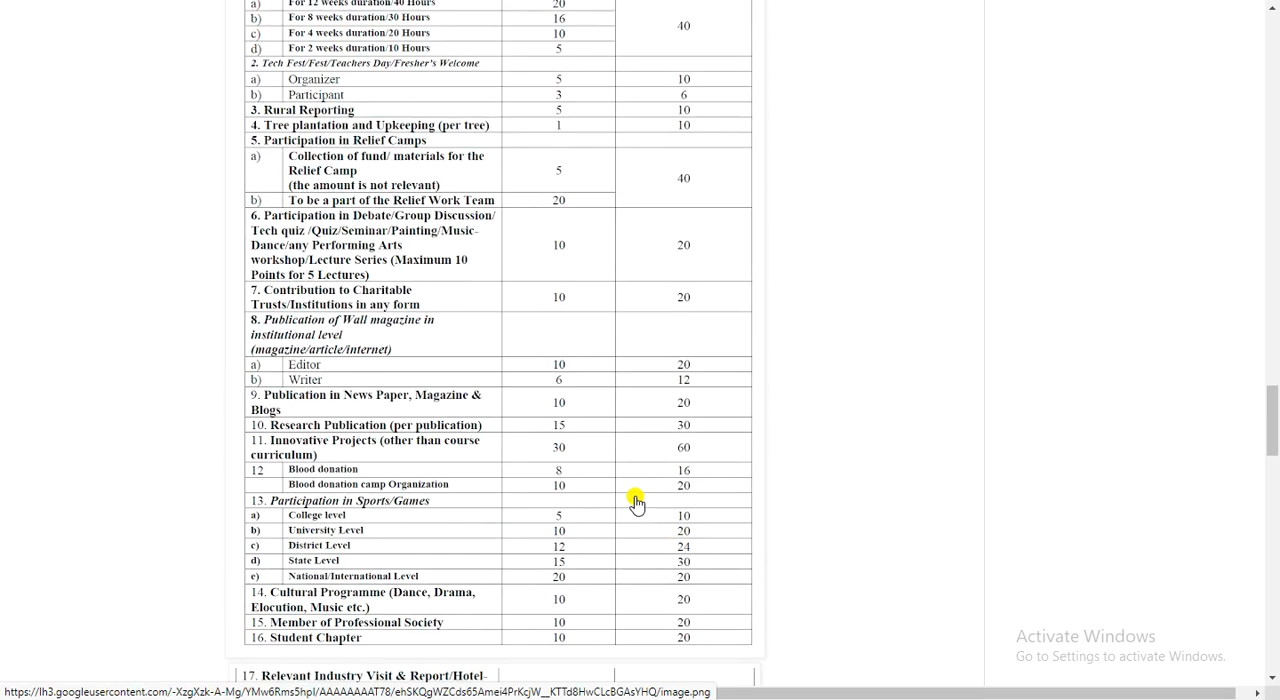 a) For 12 weeks duration/40 Hours 20
b) For 8 weeks duration/30 Hours 16
40
c) For 4 weeks duration/20 Hours 10
d) For 2 weeks duration/10 Hours 5
2. Tech Fest/Fest/Teachers Day/Fresher's Welcome
a) Organizer 5 10
b) Participant 3 6
3. Rural Reporting 5 10
4. Tree plantation and Upkeeping (per tree) 1 10
5. Participation in Relief Camps
a) Collection of fund/ materials for the
Relief Camp 5
40
(the amount is not relevant)
b) To be a part of the Relief Work Team 20
6. Participation in Debate/Group Discussion/
Tech quiz /Quiz/Seminar/Painting/Music-
Dance/any Performing Arts 10 20
workshop/Lecture Series (Maximum 10
Points for 5 Lectures)
7. Contribution to Charitable
Trusts/Institutions in any form 10 20
8. Publication of Wall magazine in
institutional level
(magazine/article/internet)
a) Editor 10 20
b) Writer 6 12
9. Publication in News Paper, Magazine &
Blogs 10 20
10. Research Publication (per publication) 15 30
11. Innovative Projects (other than course
curriculum) 30 60
12 Blood donation 8 16
Blood donation camp Organization 10 20
13. Participation in Sports/Games
a) College level 5 10
b) University Level 10 20
c) District Level 12 24
d) State Level 15 30
e) National/International Level 20 20
14. Cultural Programme (Dance, Drama,
Elocution, Music etc.) 10 20
15. Member of Professional Society 10 20
16. Student Chapter 10 20
17. Relevant Industry Visit & Report/Hotel-
Activate Windows
Go to Settings to activate Windows.
https://lh3.googleusercontent.com/-XzgXzk-A-Mg/YMw6Rms5hpI/AAAAAAAAT78/ehSKQgWZCds65Amei4PrKcjW__KTTd8HwCLcBGAsYHQ/image.png